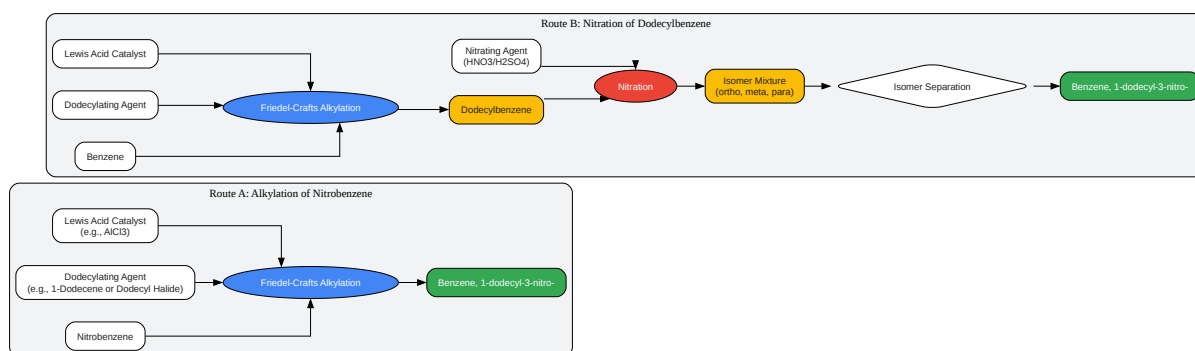 Route B: Nitration of Dodecylbenzene
Lewis Acid Catalyst
Dodecylating Agent
Benzene
Friedel-Crafts Alkylation
Nitrating Agent
(HNO3/H2SO4)
Dodecylbenzene
Nitration
Isomer Mixture
(ortho, meta, para)
Isomer Separation
Benzene, 1-dodecyl-3-nitro-
Route A: Alkylation of Nitrobenzene
Lewis Acid Catalyst
(e.g., AlCl3)
Dodecylating Agent
(e.g., 1-Dodecene or Dodecyl Halide)
Nitrobenzene
Friedel-Crafts Alkylation
Benzene, 1-dodecyl-3-nitro-